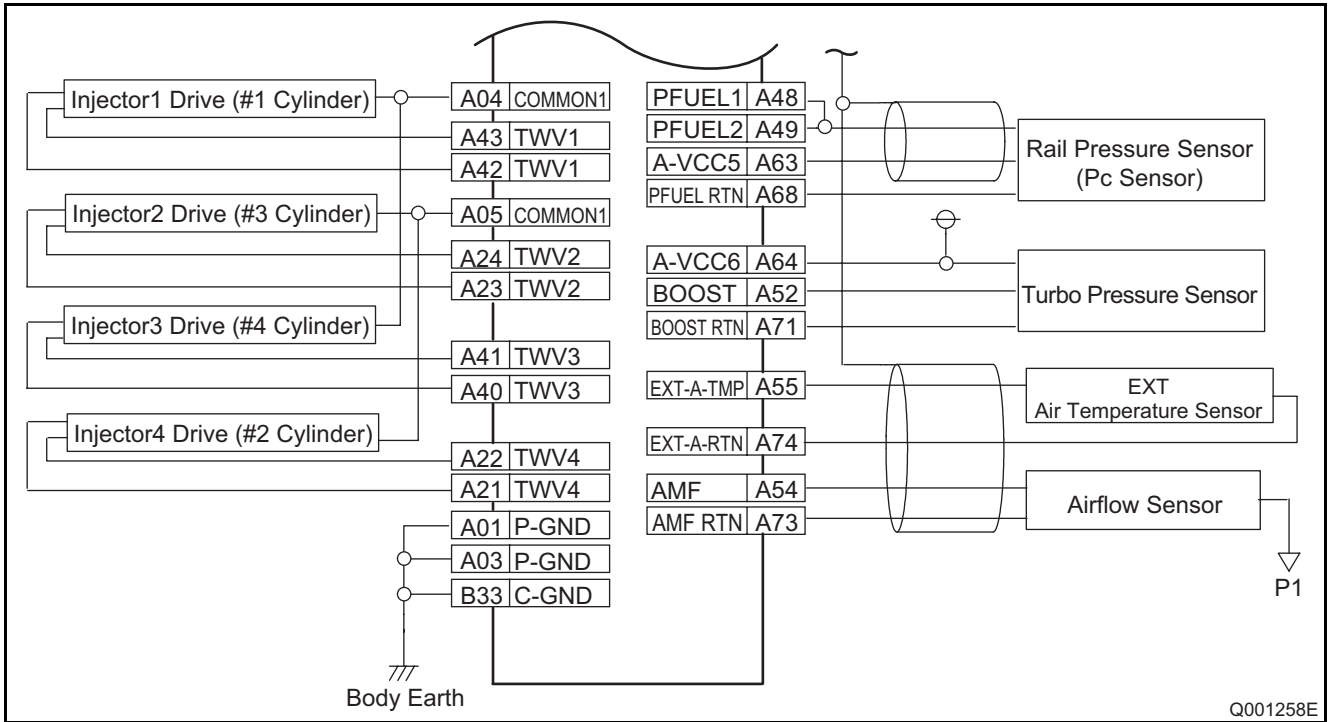 Injector1 Drive (#1 Cylinder)
A04 COMMON1
A43 TWV1
A42 TWV1
Injector2 Drive (#3 Cylinder)
A05 COMMON1
A24 TWV2
A23 TWV2
Injector3 Drive (#4 Cylinder)
A41 TWV3
A40 TWV3
Injector4 Drive (#2 Cylinder)
A22 TWV4
A21 TWV4
A01 P-GND
A03 P-GND
B33 C-GND
Body Earth
PFUEL1 A48
PFUEL2 A49
A-VCC5 A63
PFUEL RTN A68
Rail Pressure Sensor
(Pc Sensor)
A-VCC6 A64
BOOST A52
BOOST RTN A71
Turbo Pressure Sensor
EXT-A-TMP A55
EXT-A-RTN A74
EXT
Air Temperature Sensor
AMF A54
AMF RTN A73
Airflow Sensor
P1
Q001258E